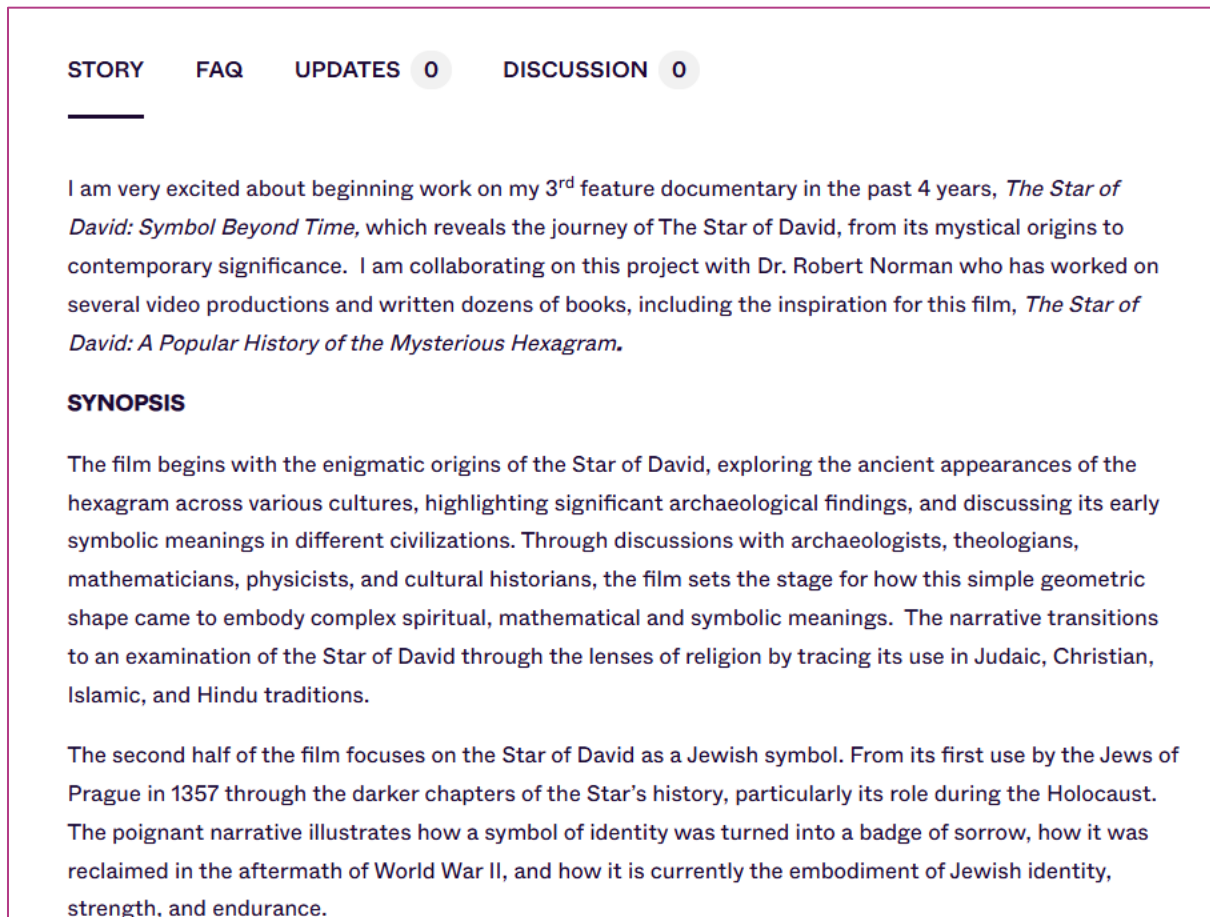 STORY FAQ UPDATES 0 DISCUSSION 0
I am very excited about beginning work on my 3rd feature documentary in the past 4 years, The Star of
David: Symbol Beyond Time, which reveals the journey of The Star of David, from its mystical origins to
contemporary significance.  I am collaborating on this project with Dr. Robert Norman who has worked on
several video productions and written dozens of books, including the inspiration for this film, The Star of
David: A Popular History of the Mysterious Hexagram.
SYNOPSIS
The film begins with the enigmatic origins of the Star of David, exploring the ancient appearances of the
hexagram across various cultures, highlighting significant archaeological findings, and discussing its early
symbolic meanings in different civilizations. Through discussions with archaeologists, theologians,
mathematicians, physicists, and cultural historians, the film sets the stage for how this simple geometric
shape came to embody complex spiritual, mathematical and symbolic meanings.  The narrative transitions
to an examination of the Star of David through the lenses of religion by tracing its use in Judaic, Christian,
Islamic, and Hindu traditions.
The second half of the film focuses on the Star of David as a Jewish symbol. From its first use by the Jews of
Prague in 1357 through the darker chapters of the Star’s history, particularly its role during the Holocaust.
The poignant narrative illustrates how a symbol of identity was turned into a badge of sorrow, how it was
reclaimed in the aftermath of World War II, and how it is currently the embodiment of Jewish identity,
strength, and endurance.